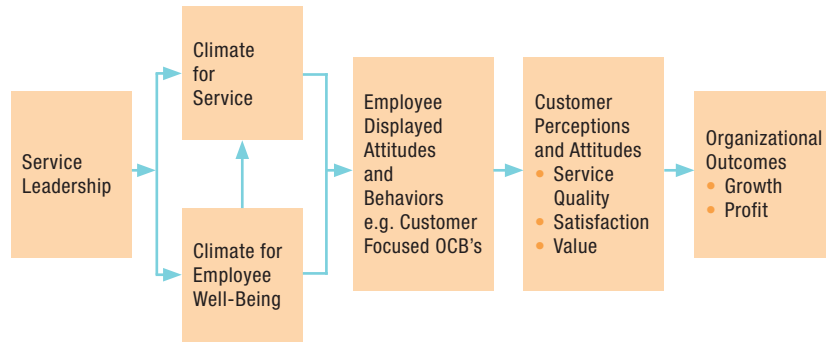 Service
Leadership
Climate
for
Service
Climate for
Employee
Well-Being
Employee
Displayed
Attitudes
and
Behaviors
e.g. Customer
Focused OCB's
Customer
Perceptions
and Attitudes
• Service
Quality
• Satisfaction
• Value
Organizational
Outcomes
• Growth
• Profit